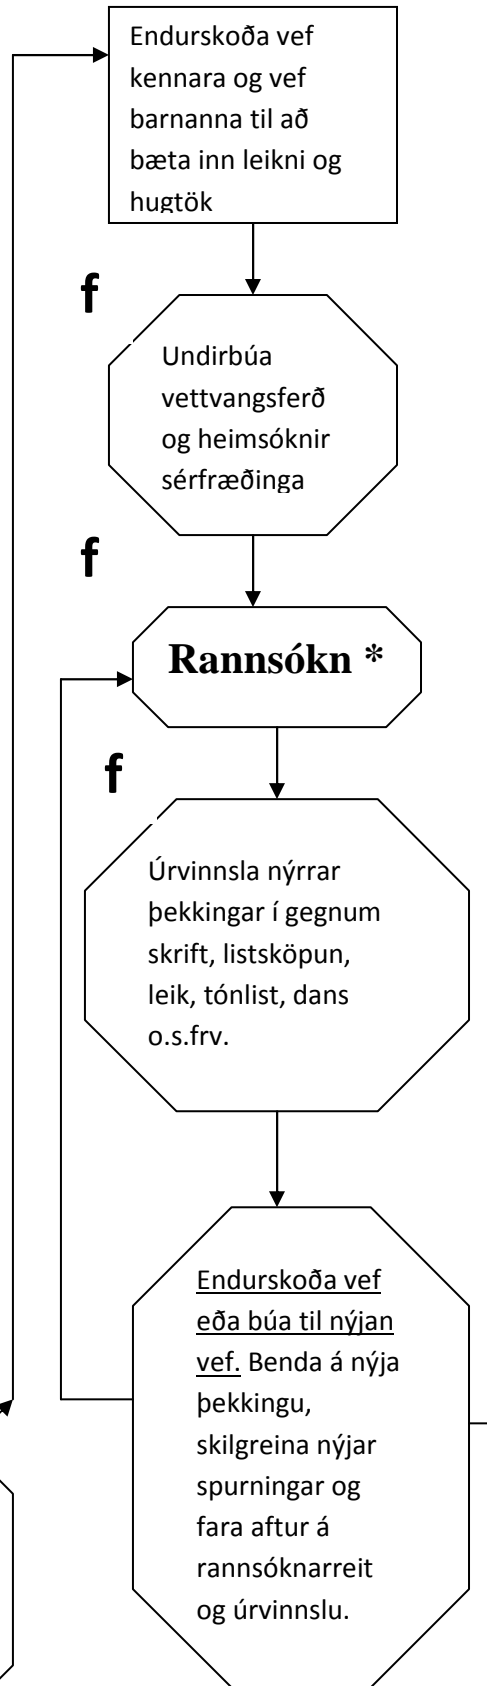 Endurskoða vef
kennara og vef
barnanna til að
bæta inn leikni og
hugtök
f
Undirbúa
vettvangsferð
og heimsóknir
sérfræðinga
f
Rannsókn *
f
Úrvinnsla nýrrar
þekkingar í gegnum
skrift, listsköpun,
leik, tónlist, dans
o.s.frv.
Endurskoða vef
eða búa til nýjan
vef. Benda á nýja
þekkingu,
skilgreina nýjar
spurningar og
fara aftur á
rannsóknarreit
og úrvinnslu.